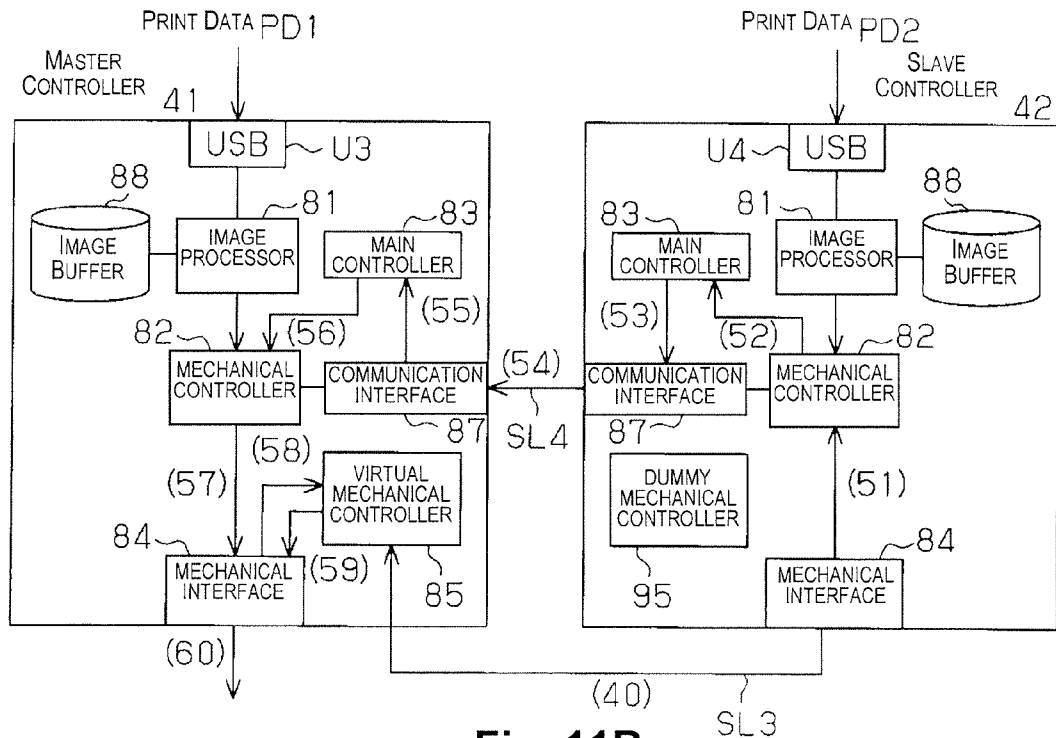 PRINT DATA PD1
PRINT DATA PD2
MASTER
CONTROLLER
SLAVE
CONTROLLER
41
42
USB
U3
U4
USB
88
81
83
83
81
88
IMAGE
BUFFER
IMAGE
PROCESSOR
MAIN
CONTROLLER
MAIN
CONTROLLER
IMAGE
PROCESSOR
IMAGE
BUFFER
(56)
(55)
(53)
(52)
82
82
MECHANICAL
CONTROLLER
COMMUNICATION
INTERFACE
(54)
COMMUNICATION
INTERFACE
MECHANICAL
CONTROLLER
87
SL4
87
(58)
(57)
VIRTUAL
MECHANICAL
CONTROLLER
DUMMY
MECHANICAL
CONTROLLER
(51)
84
(59)
84
MECHANICAL
INTERFACE
85
95
MECHANICAL
INTERFACE
(60)
(40)
SL3
Fig. 11B